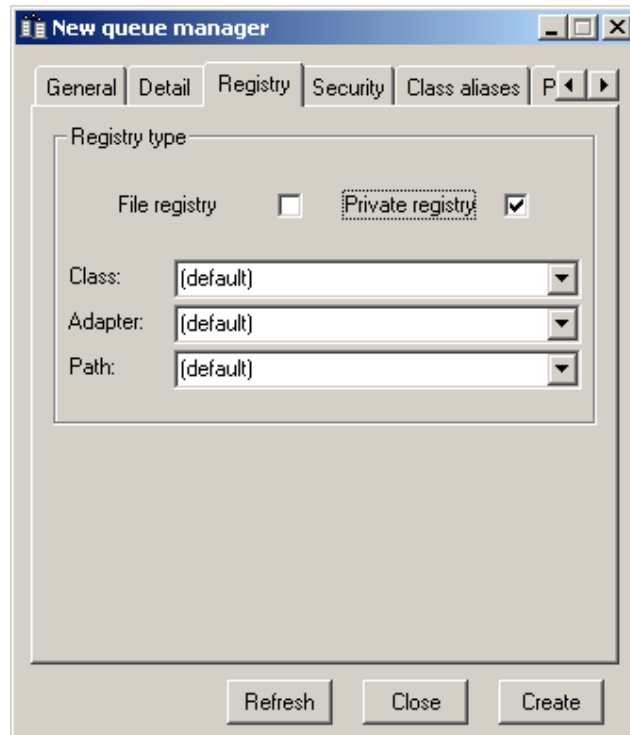 New queue manager
General Detail Registry Security Class aliases P
Registry type
File registry Private registry
Class: (default)
Adapter: (default)
Path: (default)
Refresh Close Create